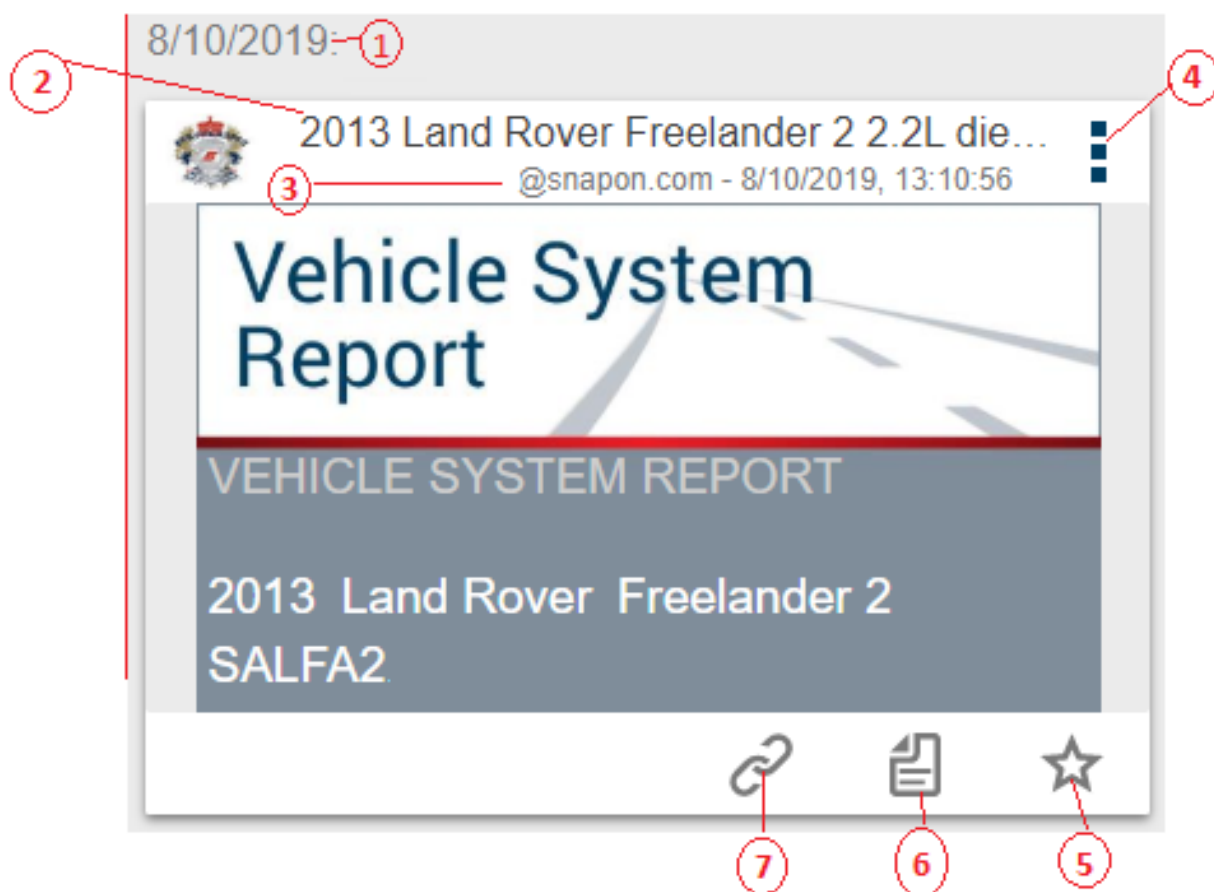 8/10/2019:
1
2
4
2013 Land Rover Freelander 2 2.2L die...
3
@snapon.com - 8/10/2019, 13:10:56
Vehicle System
Report
VEHICLE SYSTEM REPORT
2013 Land Rover Freelander 2
SALFA2
7
6
5